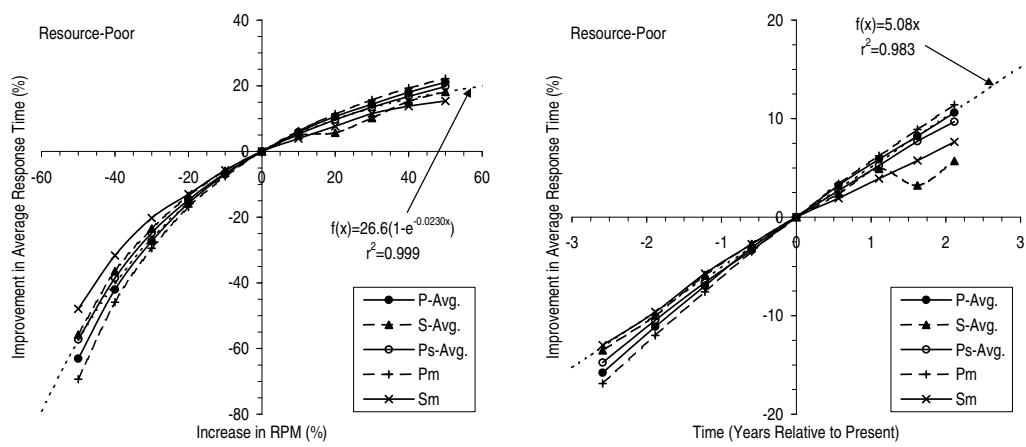 Resource-Poor
Improvement in Average Response Time (%)
40
20
0
-20
-40
-60
-80
-60
-40
-20
0
20
40
60
f(x)=26.6(1-e^-0.0230x)
r²=0.999
P-Avg.
S-Avg.
Ps-Avg.
Pm
Sm
Increase in RPM (%)
Resource-Poor
Improvement in Average Response Time (%)
20
10
0
-10
-20
-3
-2
-1
0
1
2
3
f(x)=5.08x
r²=0.983
P-Avg.
S-Avg.
Ps-Avg.
Pm
Sm
Time (Years Relative to Present)